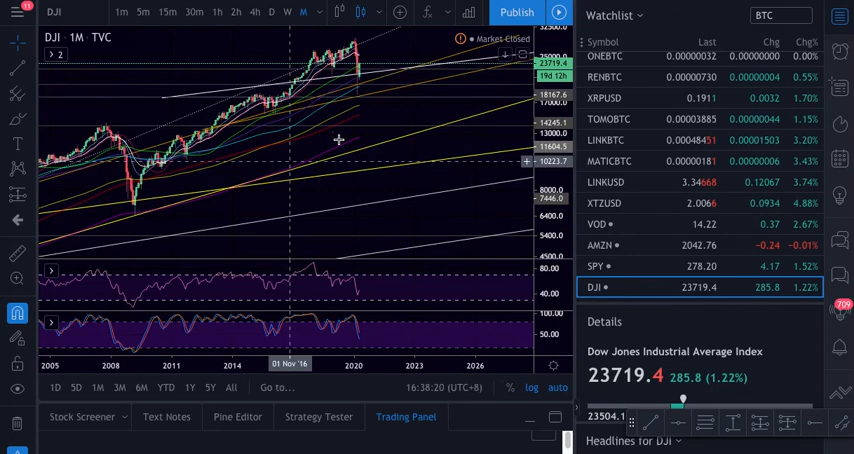 11
DJI
1m 5m 15m 30m 1h 2h 4h D W M
Publish
DJI · 1M · TVC
Market Closed
2
32500.0
25000.0
23719.4
19d 12h
18167.6
17000.0
14245.1
13000.0
11604.5
10223.7
8000.0
7446.0
6400.0
5400.0
4500.0
80.00
40.00
100.00
50.00
2005 2008 2011 2014 01 Nov '16 2020 2023 2026
1D 5D 1M 3M 6M YTD 1Y 5Y All Go to... 16:38:20 (UTC+8) % log auto
Stock Screener Text Notes Pine Editor Strategy Tester Trading Panel
Watchlist BTC
Symbol Last Chg Chg%
ONEBTC 0.00000032 0.00000000 0.00%
RENBTC 0.00000730 0.00000004 0.55%
XRPUSD 0.1911 0.0032 1.70%
TOMOBTC 0.00003885 0.00000044 1.15%
LINKBTC 0.00048451 0.00001503 3.20%
MATICBTC 0.00000181 0.00000006 3.43%
LINKUSD 3.34668 0.12067 3.74%
XTZUSD 2.0066 0.0934 4.88%
VOD 14.22 0.37 2.67%
AMZN 2042.76 −0.24 −0.01%
SPY 278.20 4.17 1.52%
DJI 23719.4 285.8 1.22%
Details
Dow Jones Industrial Average Index
23719.4 285.8 (1.22%)
23504.1
Headlines for DJI
709